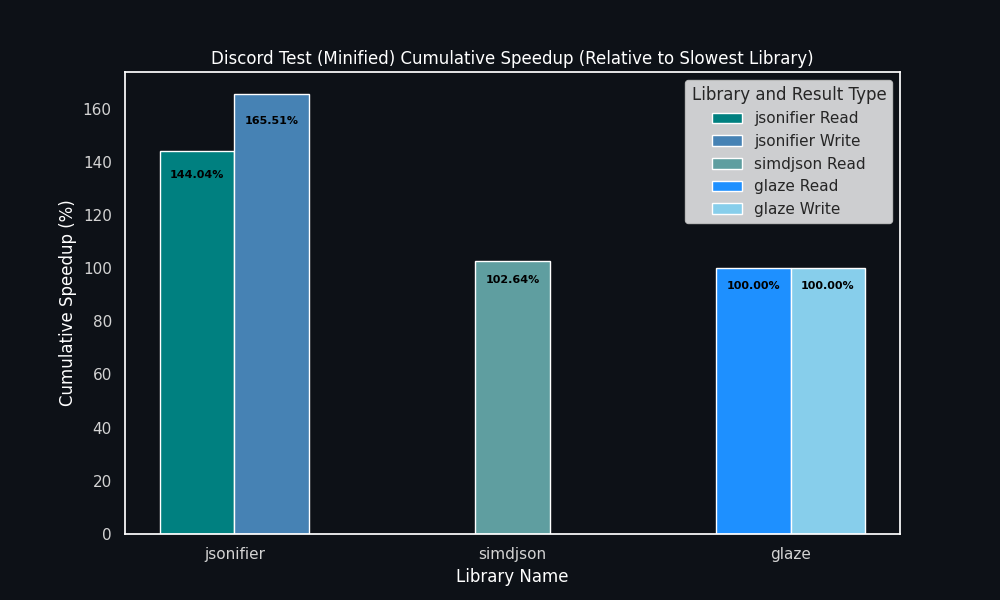 Discord Test (Minified) Cumulative Speedup (Relative to Slowest Library)
Cumulative Speedup (%)
160
140
120
100
80
60
40
20
0
144.04%
165.51%
102.64%
100.00%
100.00%
Library and Result Type
jsonifier Read
jsonifier Write
simdjson Read
glaze Read
glaze Write
jsonifier
simdjson
glaze
Library Name